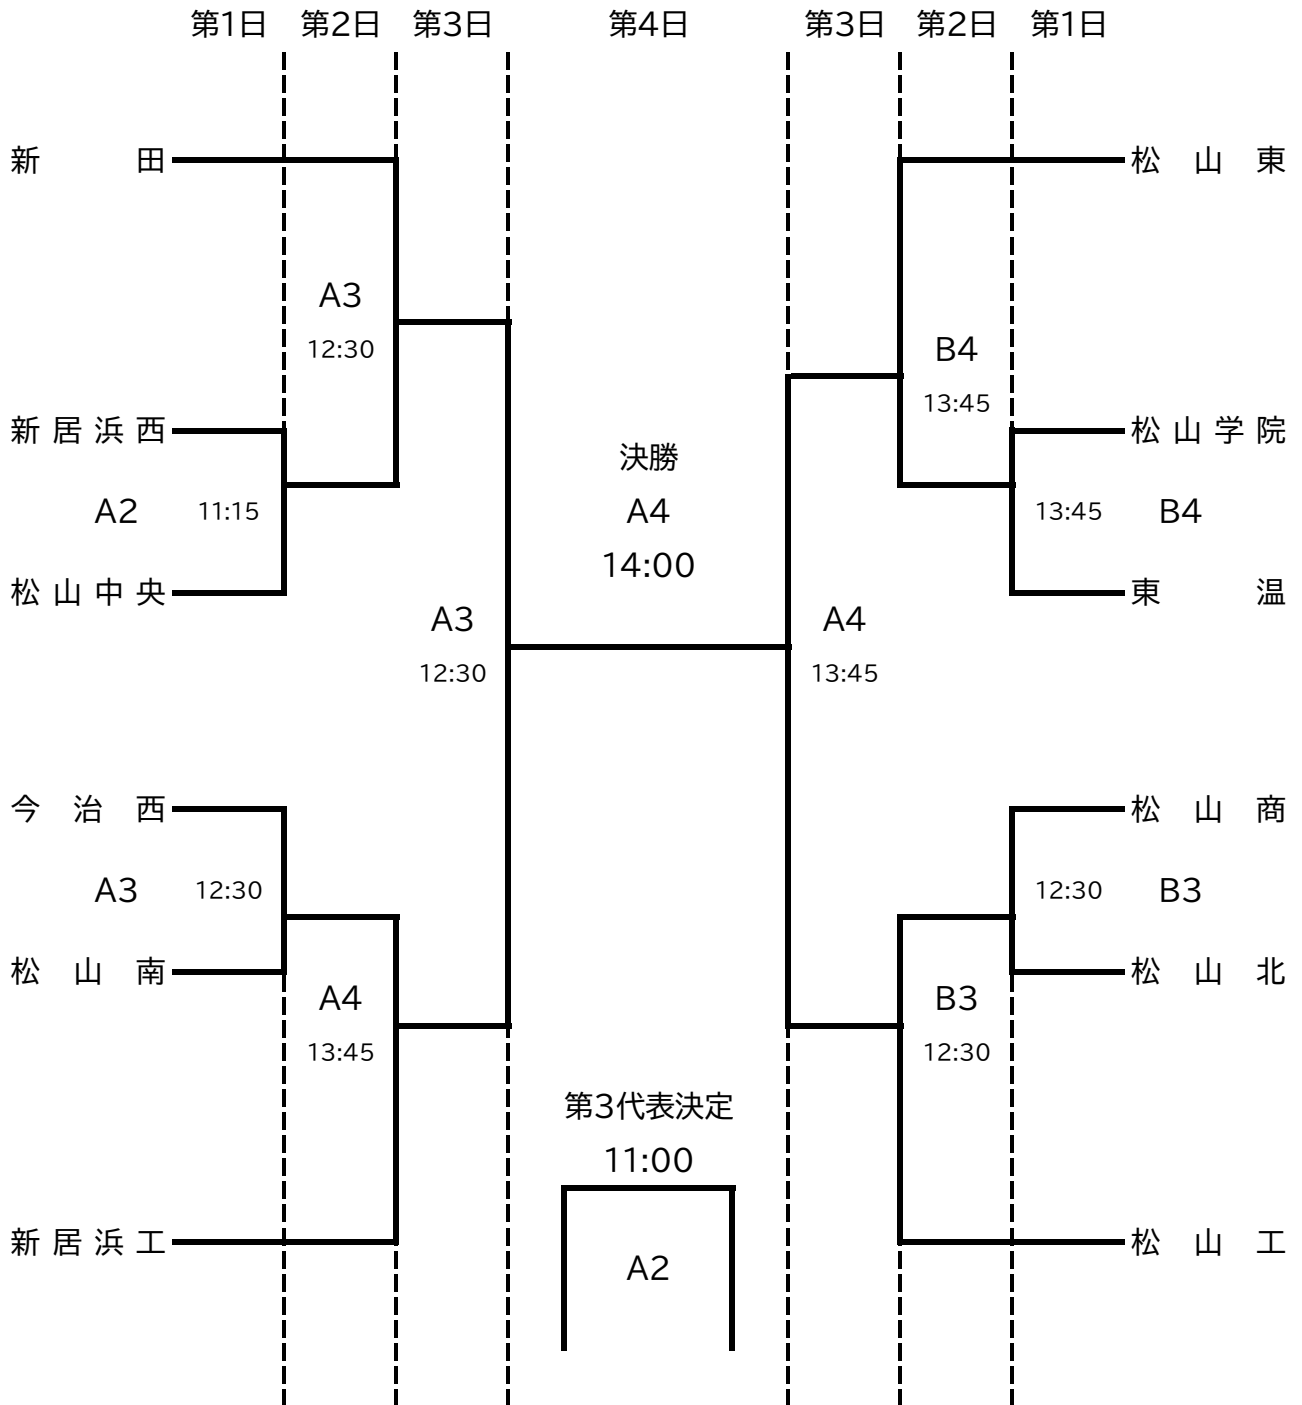 第1日 第2日 第3日 第4日 第3日 第2日 第1日
新田 松山東
A3
12:30 B4
13:45
新居浜西 松山学院
決勝
A2 11:15 A4 13:45 B4
14:00
松山中央 東温
A3 A4
12:30 13:45
今治西 松山商
A3 12:30 12:30 B3
松山南 松山北
A4 B3
13:45 12:30
第3代表決定
11:00
新居浜工 松山工
A2